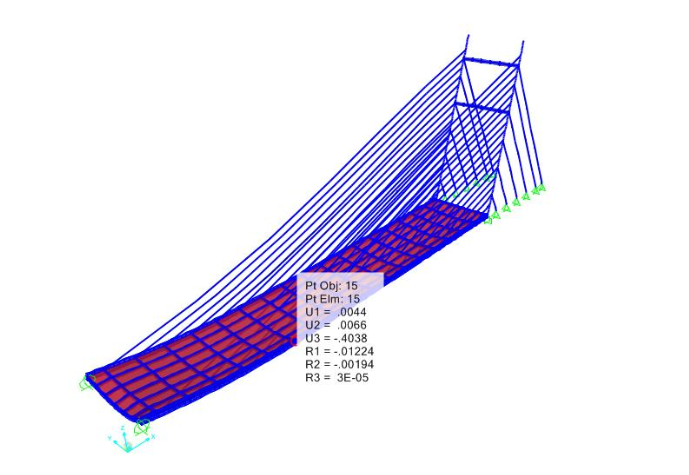 Pt Obj: 15
Pt Elm: 15
U1 = .0044
U2 = .0066
U3 = -.4038
R1 = -.01224
R2 = -.00194
R3 = 3E-05